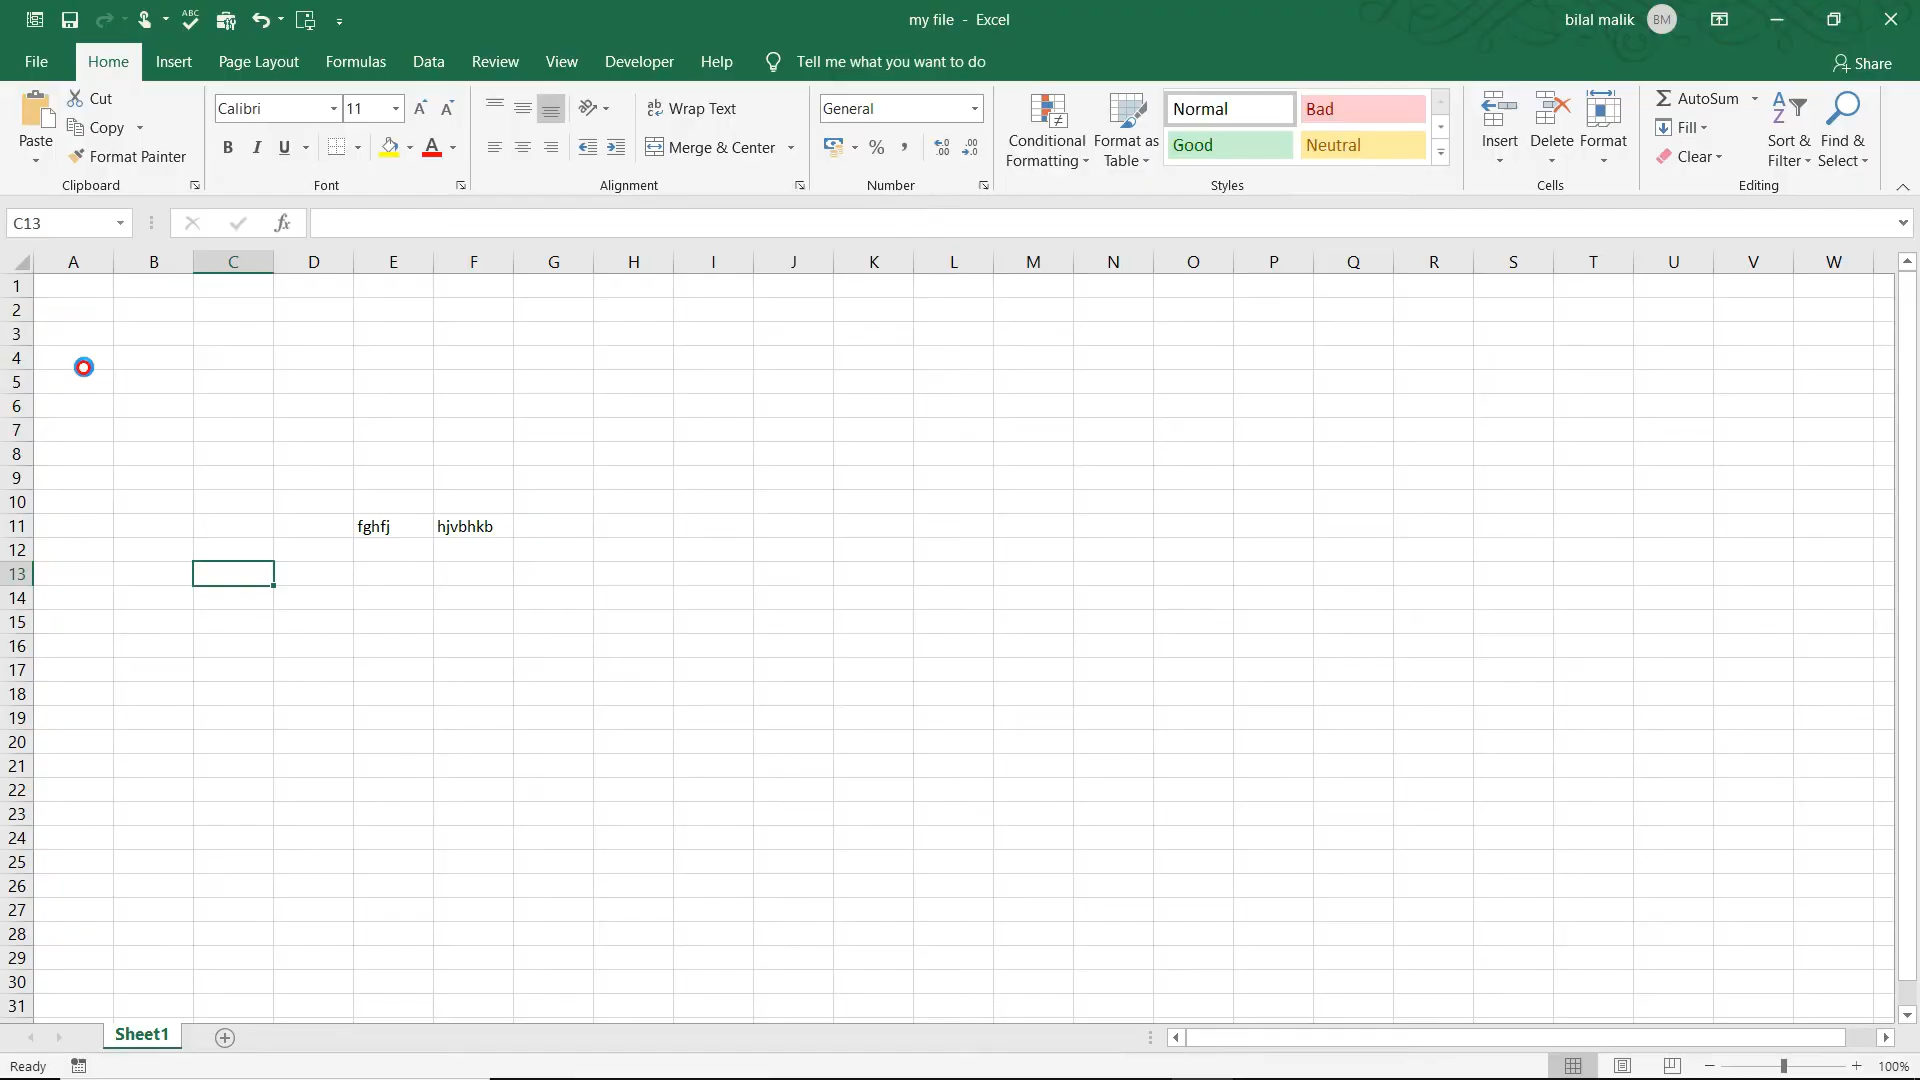 ABC
my file - Excel
bilal malik
BM
File Home Insert Page Layout Formulas Data Review View Developer Help Tell me what you want to do Share
Cut
Copy
Format Painter
Paste
Clipboard
Calibri 11
B I U
Font
ab Wrap Text
Merge & Center
Alignment
General
% ,
Number
Conditional Formatting
Format as Table
Normal Bad
Good Neutral
Styles
Insert Delete Format
Cells
Σ AutoSum
Fill
Clear
Sort & Filter
Find & Select
Editing
C13 fx
A B C D E F G H I J K L M N O P Q R S T U V W
1
2
3
4
5
6
7
8
9
10
11 fghfj hjvbhkb
12
13
14
15
16
17
18
19
20
21
22
23
24
25
26
27
28
29
30
31
Sheet1
Ready 100%